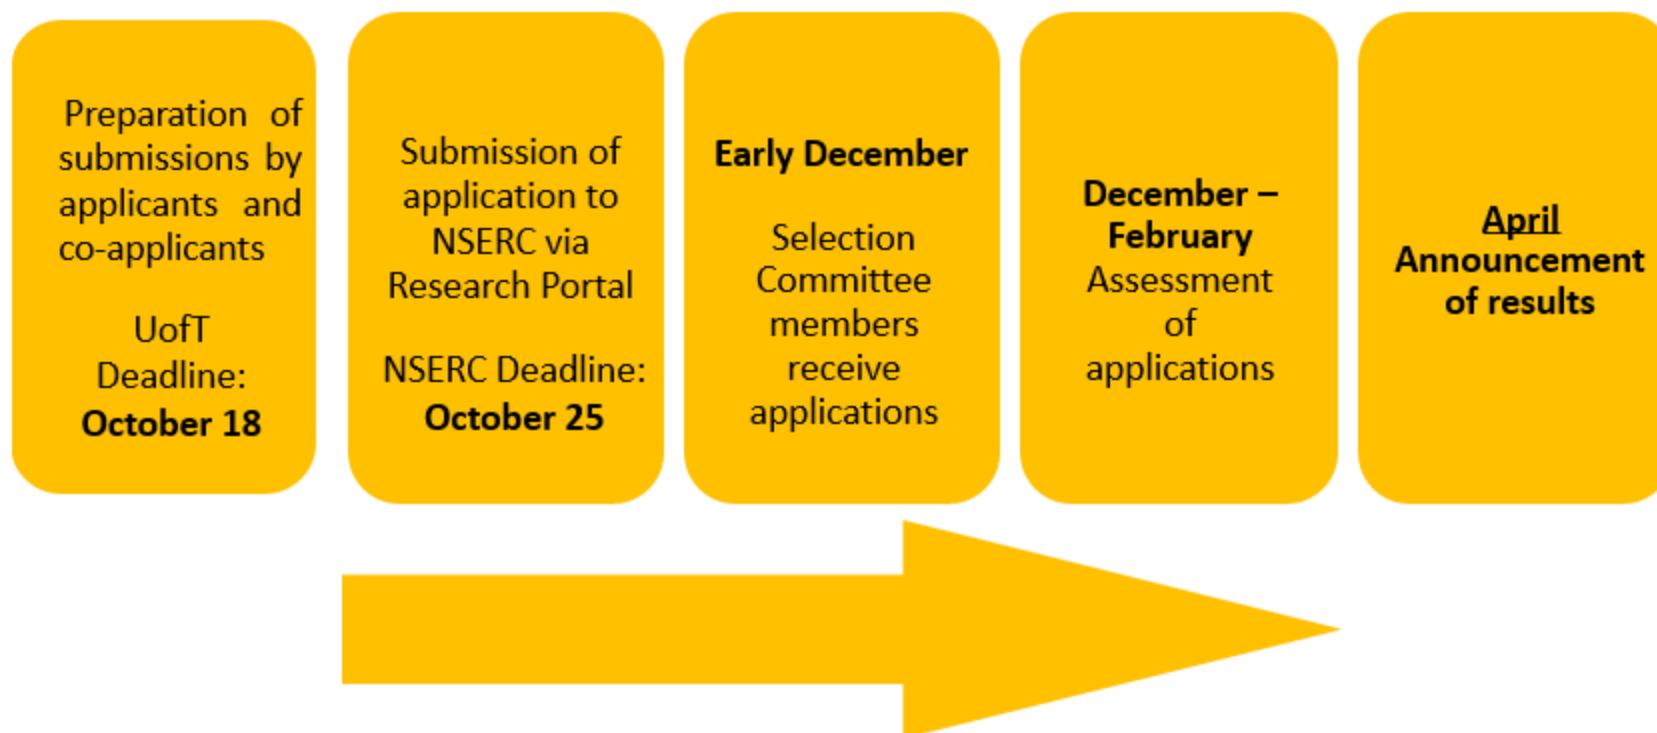 Preparation of
submissions by
applicants and
co-applicants
UofT
Deadline:
October 18
Submission of
application to
NSERC via
Research Portal
NSERC Deadline:
October 25
Early December
Selection
Committee
members
receive
applications
December –
February
Assessment
of
applications
April
Announcement
of results